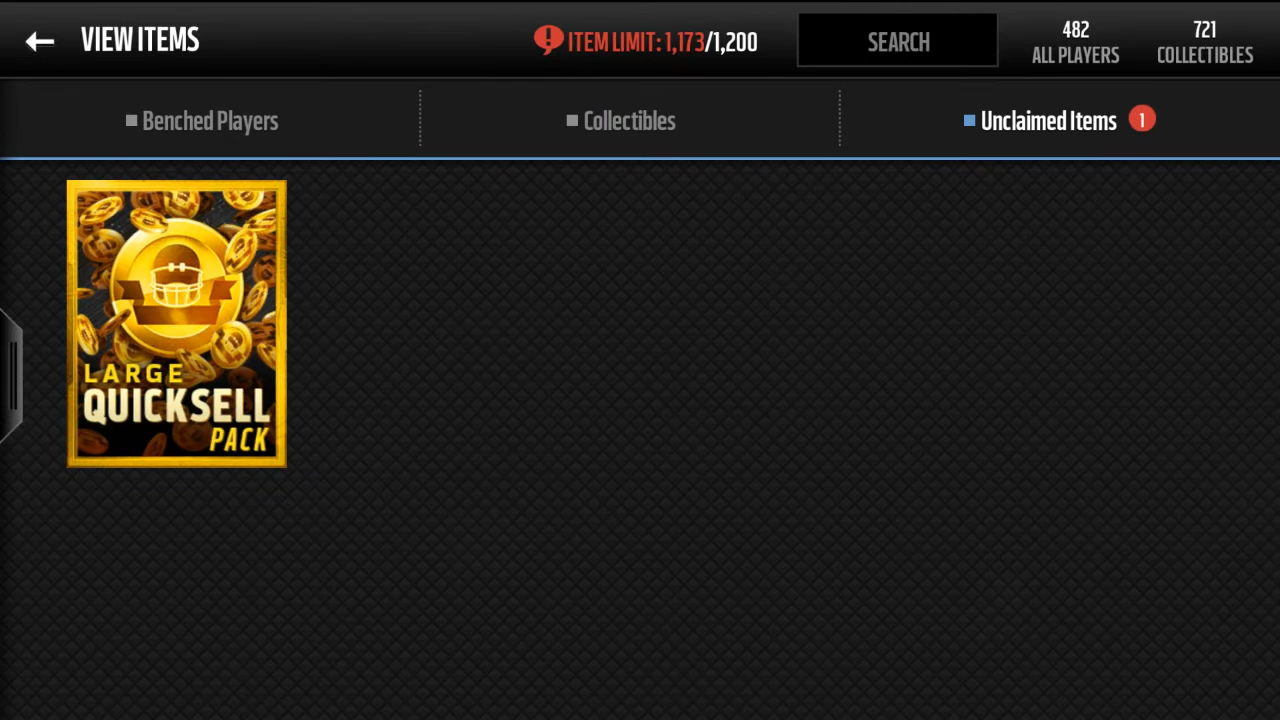 VIEW ITEMS
ITEM LIMIT: 1,173/1,200
SEARCH
482
ALL PLAYERS
721
COLLECTIBLES
Benched Players
Collectibles
Unclaimed Items 1
LARGE
QUICKSELL
PACK